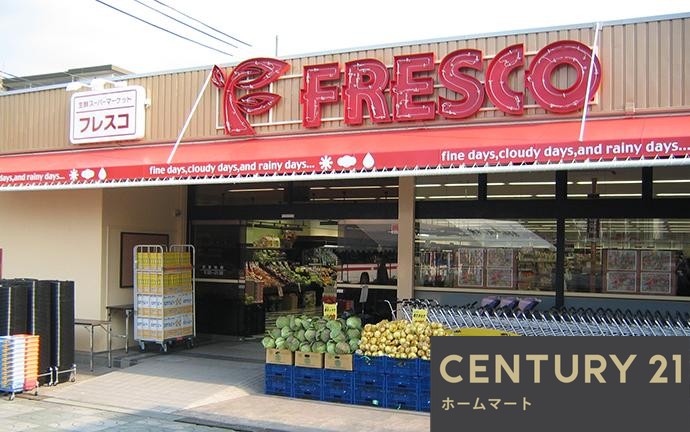 FRESCO
生鮮スーパーマーケット
フレスコ
days,and rainy days...
fine days,cloudy days,and rainy days...
fine days,cloudy days,and rainy days...
CENTURY 21
ホームマート